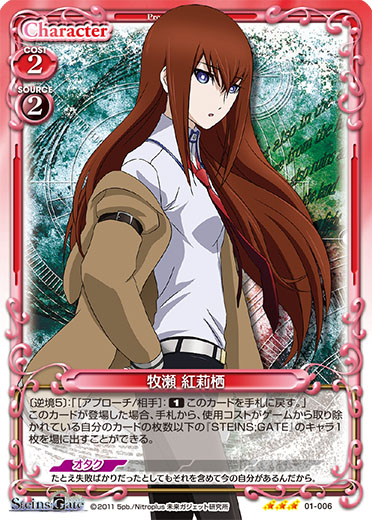 Character
COST
2
SOURCE
2
牧瀬 紅莉栖
[逆境5]:「[アプローチ/相手]: 1 このカードを手札に戻す。」
このカードが登場した場合、手札から、使用コストがゲームから取り除
かれている自分のカードの枚数以下の『STEINS;GATE』のキャラ1
枚を場に出すことができる。
オタク
たとえ失敗ばかりだったとしてもそれを含めて今の自分があるんだから。
Steins;Gate
©2011 5pb./Nitroplus 未来ガジェット研究所
01-006